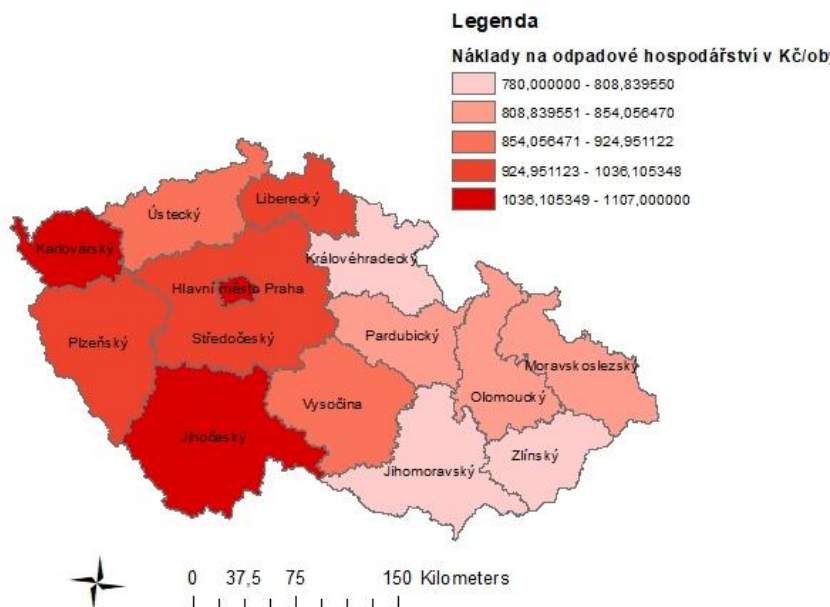 Legenda
Náklady na odpadové hospodářství v Kč/oby
780,000000 - 808,839550
808,839551 - 854,056470
854,056471 - 924,951122
924,951123 - 1036,105348
1036,105349 - 1107,000000
Liberecký
Ústecký
Karlovarský
Královéhradecký
Hlavní město Praha
Plzeňský
Středočeský
Pardubický
Moravskoslezský
Olomoucký
Vysočina
Jihočeský
Zlínský
Jihomoravský
0 37,5 75 150 Kilometers